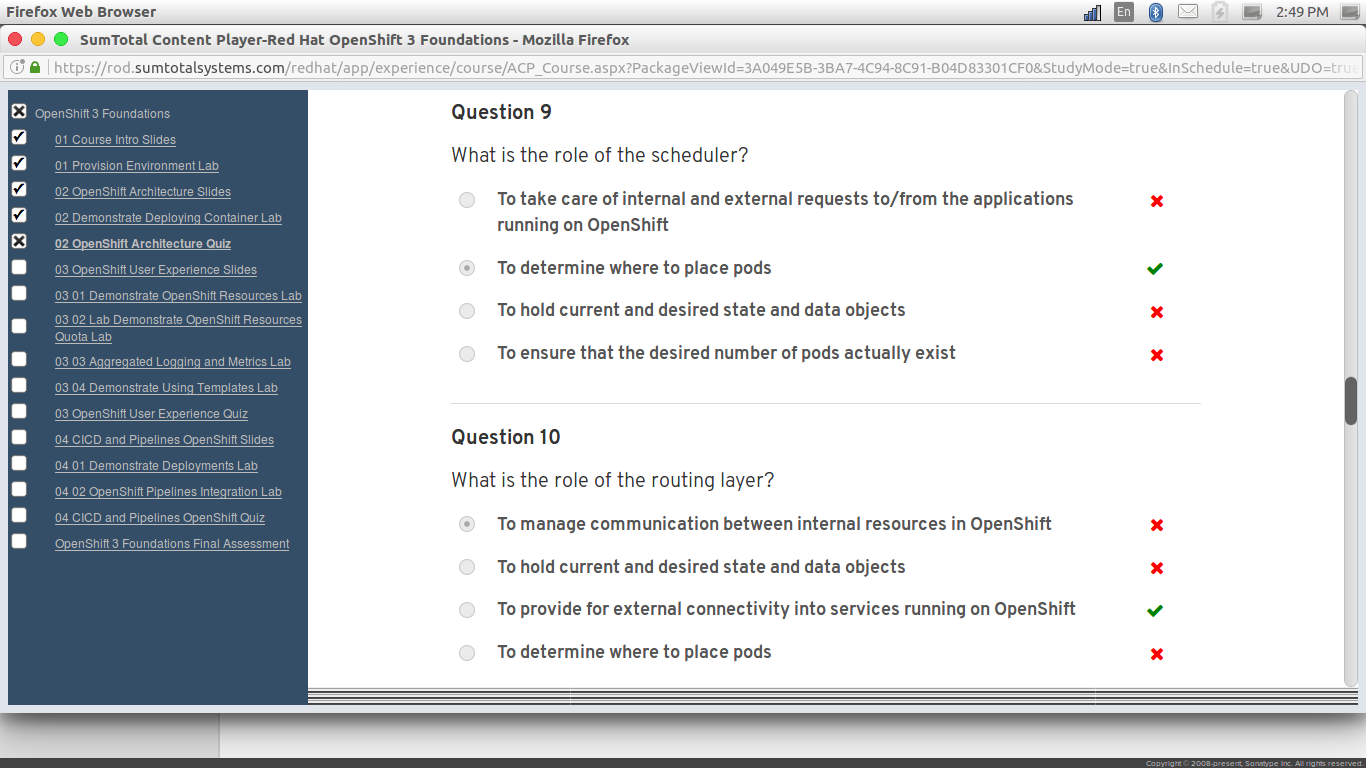 Firefox Web Browser
En
2:49 PM
SumTotal Content Player-Red Hat OpenShift 3 Foundations - Mozilla Firefox
https://rod.sumtotalsystems.com/redhat/app/experience/course/ACP_Course.aspx?PackageViewId=3A049E5B-3BA7-4C94-8C91-B04D83301CF0&StudyMode=true&InSchedule=true&UDO=true
OpenShift 3 Foundations
01 Course Intro Slides
01 Provision Environment Lab
02 OpenShift Architecture Slides
02 Demonstrate Deploying Container Lab
02 OpenShift Architecture Quiz
03 OpenShift User Experience Slides
03 01 Demonstrate OpenShift Resources Lab
03 02 Lab Demonstrate OpenShift Resources
Quota Lab
03 03 Aggregated Logging and Metrics Lab
03 04 Demonstrate Using Templates Lab
03 OpenShift User Experience Quiz
04 CICD and Pipelines OpenShift Slides
04 01 Demonstrate Deployments Lab
04 02 OpenShift Pipelines Integration Lab
04 CICD and Pipelines OpenShift Quiz
OpenShift 3 Foundations Final Assessment
Question 9
What is the role of the scheduler?
To take care of internal and external requests to/from the applications
running on OpenShift
To determine where to place pods
To hold current and desired state and data objects
To ensure that the desired number of pods actually exist
Question 10
What is the role of the routing layer?
To manage communication between internal resources in OpenShift
To hold current and desired state and data objects
To provide for external connectivity into services running on OpenShift
To determine where to place pods
Copyright © 2008-present, Sonatype Inc. All rights reserved.